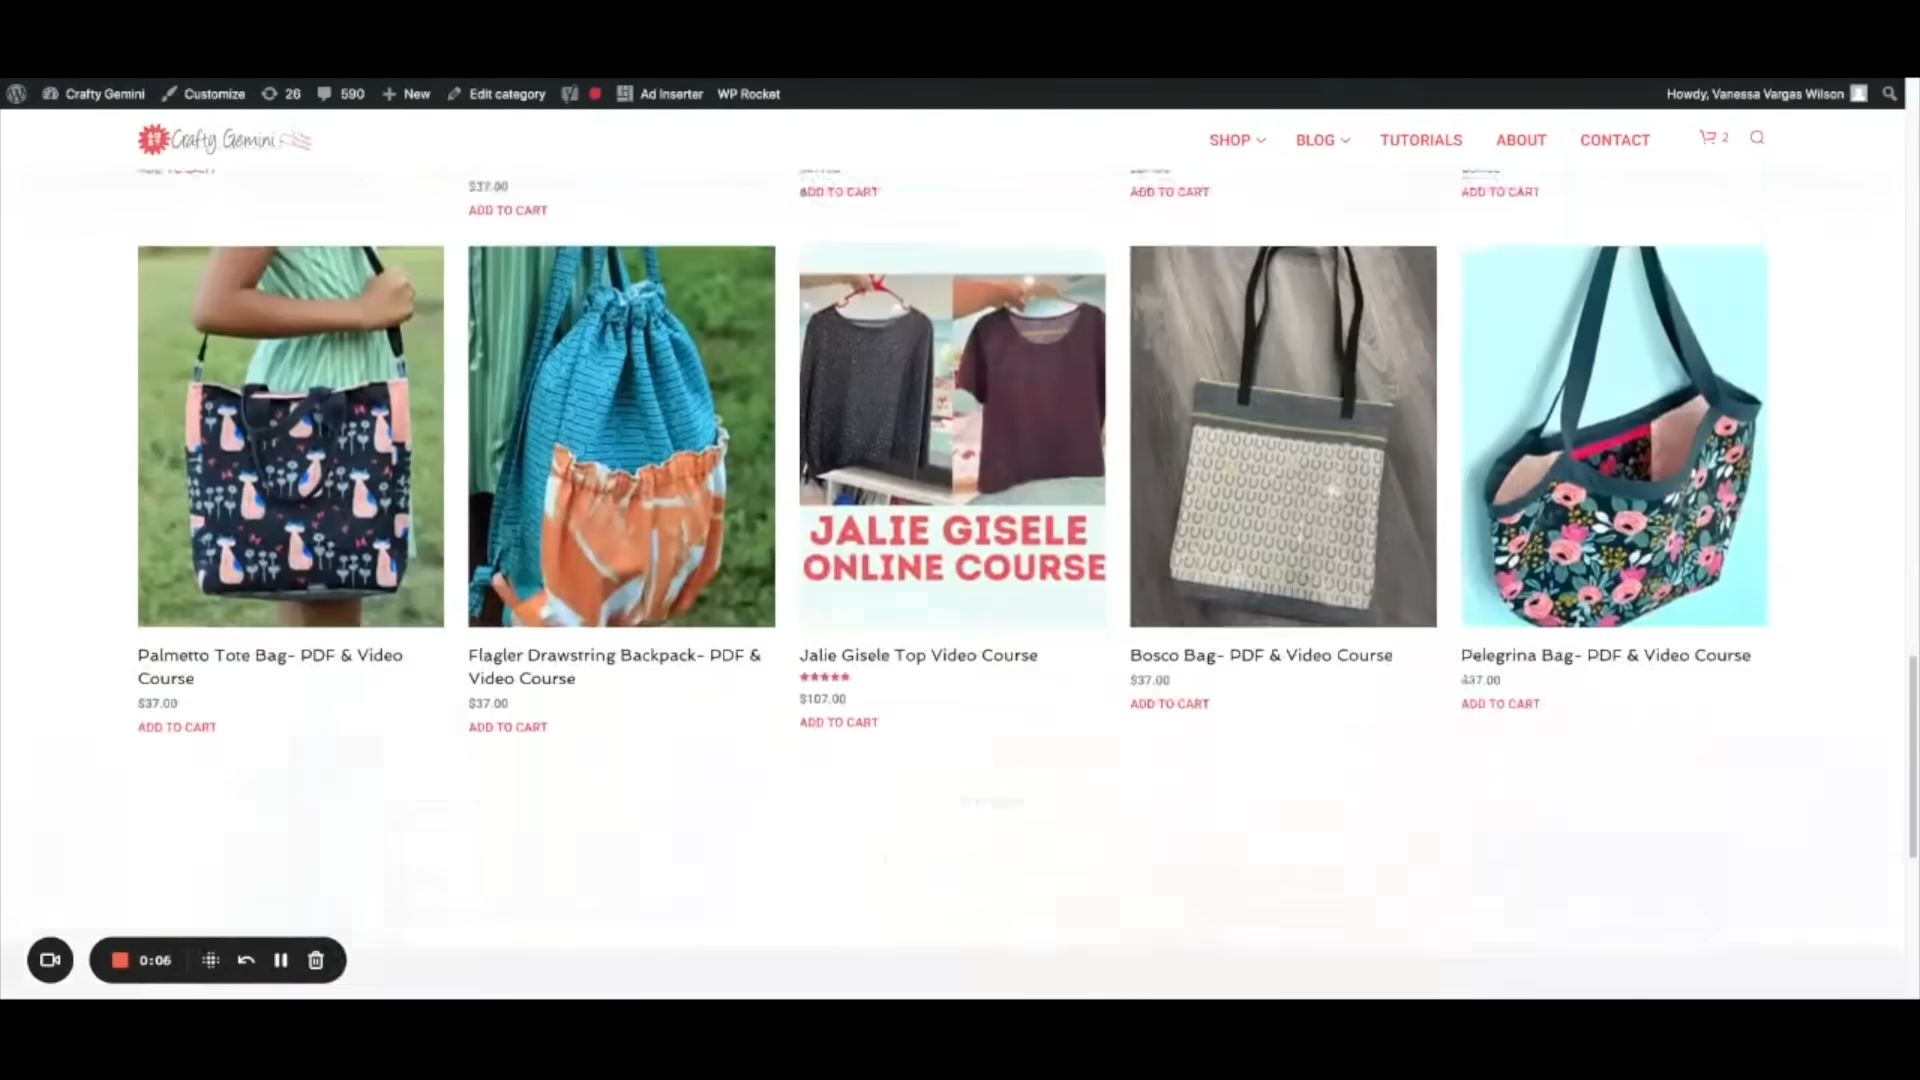 Crafty Gemini Customize 26 590 New Edit category Ad Inserter WP Rocket Howdy, Vanessa Vargas Wilson
Crafty Gemini SHOP BLOG TUTORIALS ABOUT CONTACT 2
$37.00
ADD TO CART
ADD TO CART
ADD TO CART
ADD TO CART
JALIE GISELE
ONLINE COURSE
Palmetto Tote Bag- PDF & Video
Course
$37.00
ADD TO CART
Flagler Drawstring Backpack- PDF &
Video Course
$37.00
ADD TO CART
Jalie Gisele Top Video Course
$107.00
ADD TO CART
Bosco Bag- PDF & Video Course
$37.00
ADD TO CART
Pelegrina Bag- PDF & Video Course
$37.00
ADD TO CART
0:06